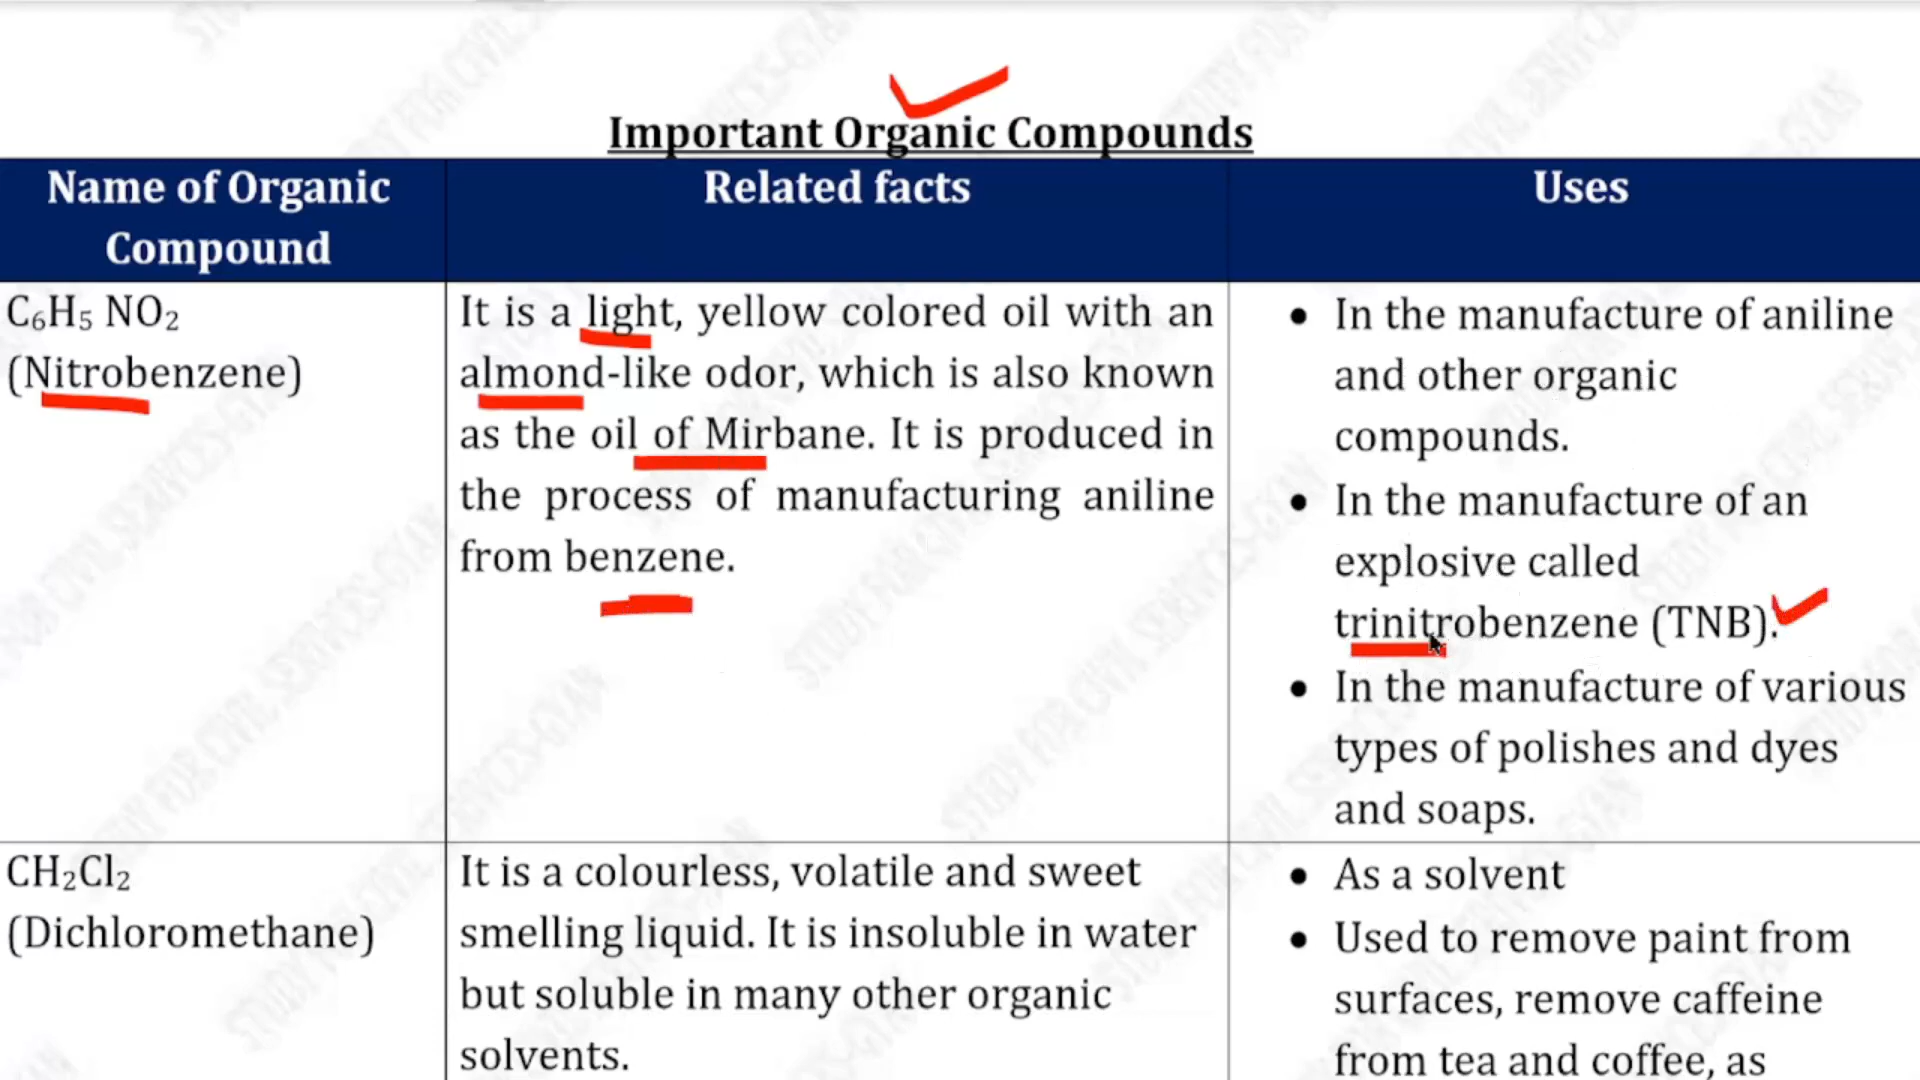 Important Organic Compounds
Name of Organic
Compound
Related facts
Uses
C₆H₅ NO₂
(Nitrobenzene)
It is a light, yellow colored oil with an
almond-like odor, which is also known
as the oil of Mirbane. It is produced in
the process of manufacturing aniline
from benzene.
• In the manufacture of aniline
and other organic
compounds.
• In the manufacture of an
explosive called
trinitrobenzene (TNB).
• In the manufacture of various
types of polishes and dyes
and soaps.
CH₂Cl₂
(Dichloromethane)
It is a colourless, volatile and sweet
smelling liquid. It is insoluble in water
but soluble in many other organic
solvents.
• As a solvent
• Used to remove paint from
surfaces, remove caffeine
from tea and coffee, as
STUDY FOR CIVIL SERVICES-GYAN